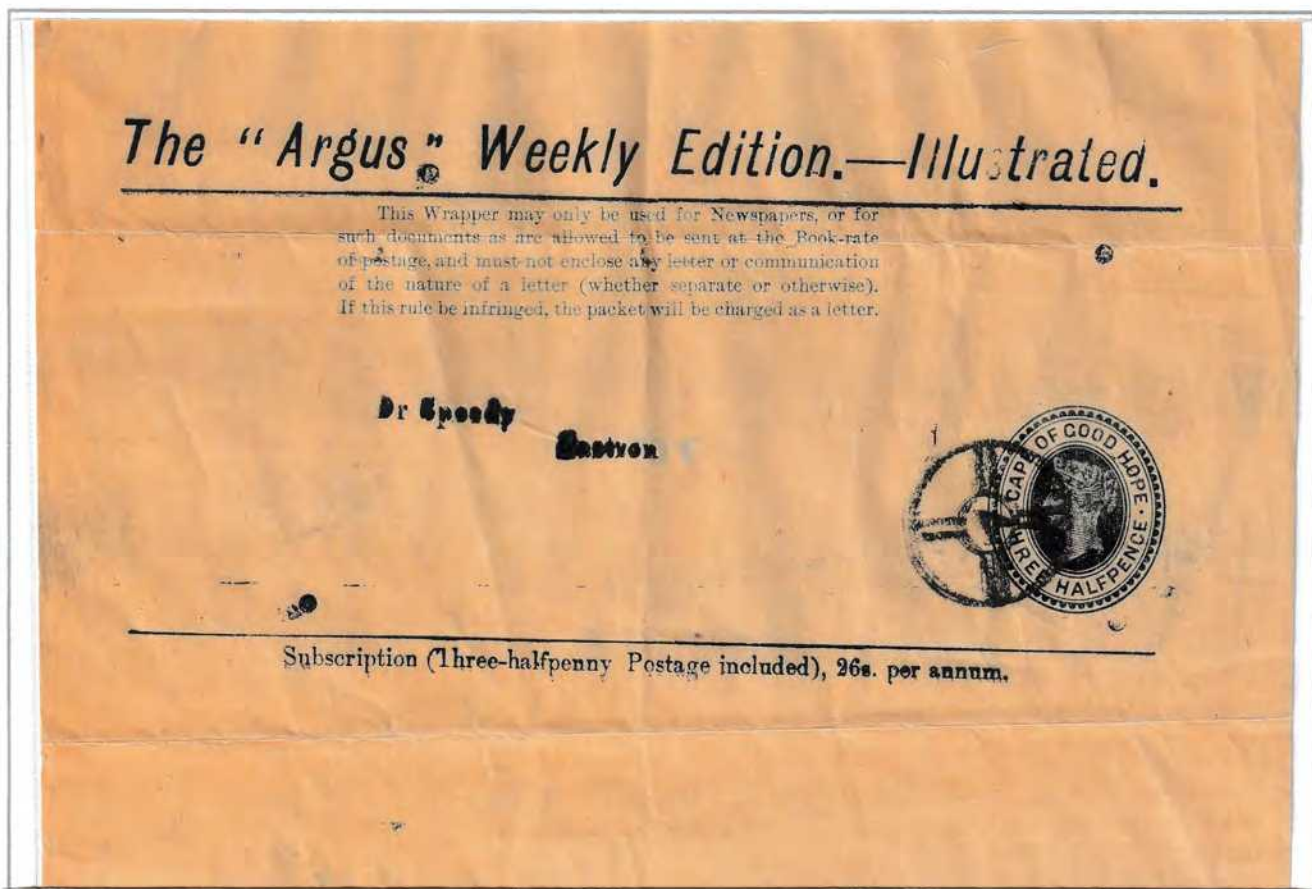 The "Argus" Weekly Edition.—Illustrated.
This Wrapper may only be used for Newspapers, or for
such documents as are allowed to be sent at the Book-rate
of postage, and must not enclose any letter or communication
of the nature of a letter (whether separate or otherwise).
If this rule be infringed, the packet will be charged as a letter.
Dr Speedy
CAPE OF GOOD HOPE · THREE HALFPENCE ·
Subscription (Three-halfpenny Postage included), 26s. per annum.